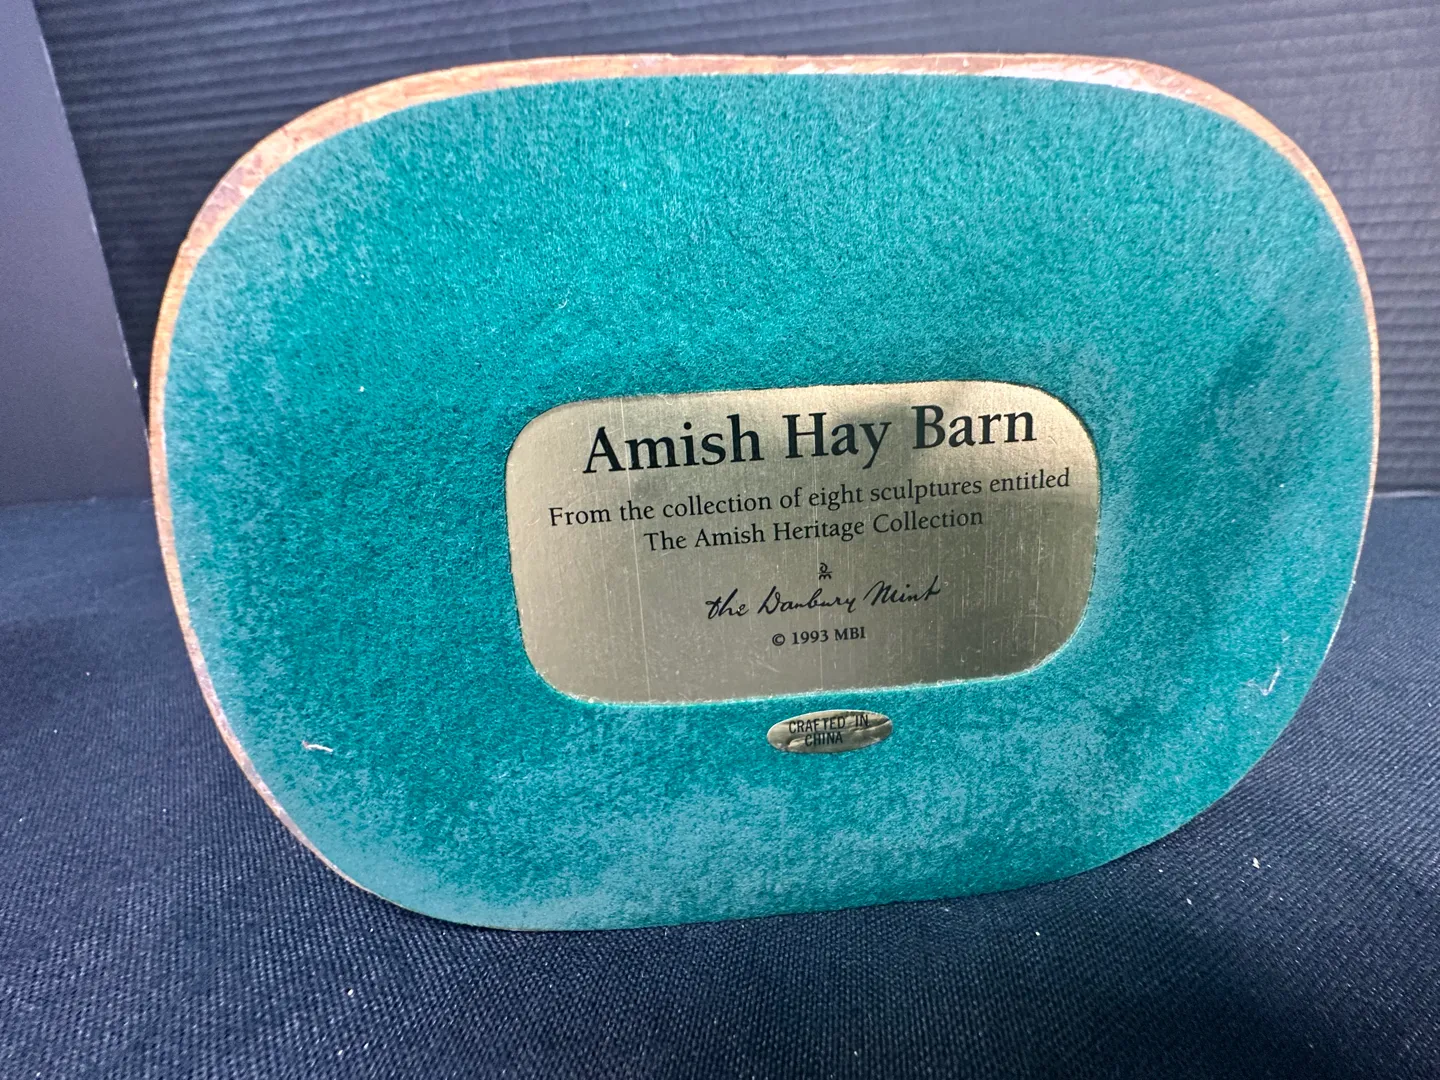 Amish Hay Barn
From the collection of eight sculptures entitled
The Amish Heritage Collection
the Danbury Mint
© 1993 MBI
CRAFTED IN
CHINA